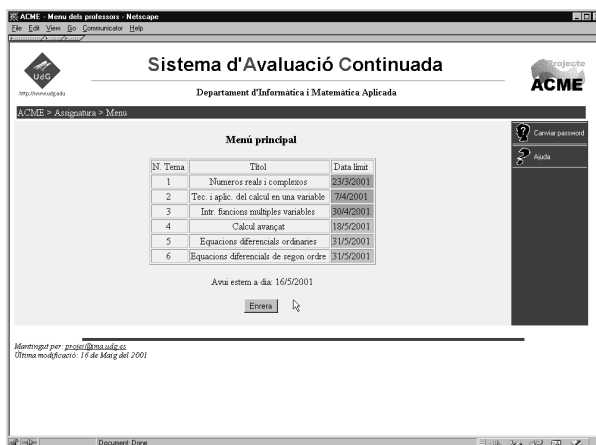 ACME - Menu dels professors - Netscape
File Edit View Go Communicator Help
UdG
http://www.udg.edu
Sistema d'Avaluació Continuada
Departament d'Informàtica i Matemàtica Aplicada
Projecte
ACME
ACME > Assignatura > Menu
Canviar password
Ajuda
Menú principal
N. Tema Títol Data límit
1 Numeros reals i complexos 23/3/2001
2 Tec. i aplic. del calcul en una variable 7/4/2001
3 Intr. funcions multiples variables 30/4/2001
4 Calcul avançat 18/5/2001
5 Equacions diferencials ordinaries 31/5/2001
6 Equacions diferencials de segon ordre 31/5/2001
Avui estem a dia: 16/5/2001
Enrera
Mantingut per: projei@ima.udg.es
Última modificació: 16 de Maig del 2001
Document: Done